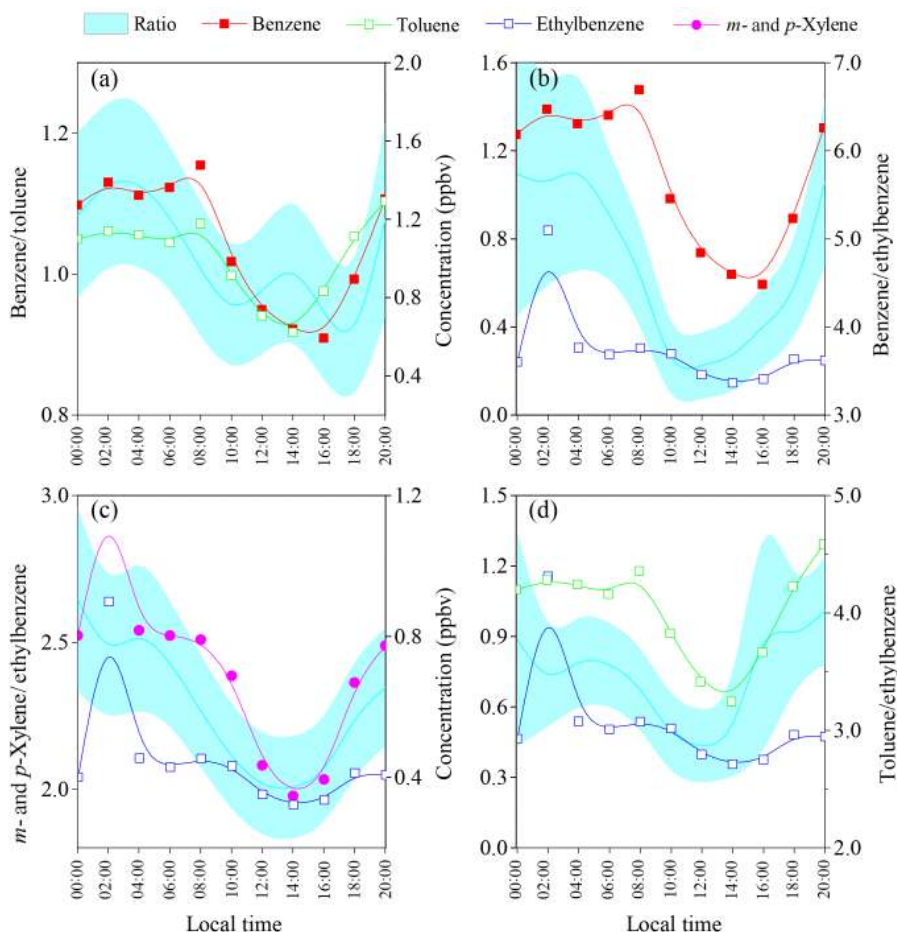 Ratio Benzene Toluene Ethylbenzene m- and p-Xylene
(a)
Benzene/toluene
1.2
1.0
0.8
Concentration (ppbv)
2.0
1.6
1.2
0.8
0.4
00:00 02:00 04:00 06:00 08:00 10:00 12:00 14:00 16:00 18:00 20:00
(b)
1.6
1.2
0.8
0.4
0.0
Benzene/ethylbenzene
7.0
6.0
5.0
4.0
3.0
00:00 02:00 04:00 06:00 08:00 10:00 12:00 14:00 16:00 18:00 20:00
(c)
m- and p-Xylene/ ethylbenzene
3.0
2.5
2.0
Concentration (ppbv)
1.2
0.8
0.4
00:00 02:00 04:00 06:00 08:00 10:00 12:00 14:00 16:00 18:00 20:00
Local time
(d)
1.5
1.2
0.9
0.6
0.3
0.0
Toluene/ethylbenzene
5.0
4.0
3.0
2.0
00:00 02:00 04:00 06:00 08:00 10:00 12:00 14:00 16:00 18:00 20:00
Local time